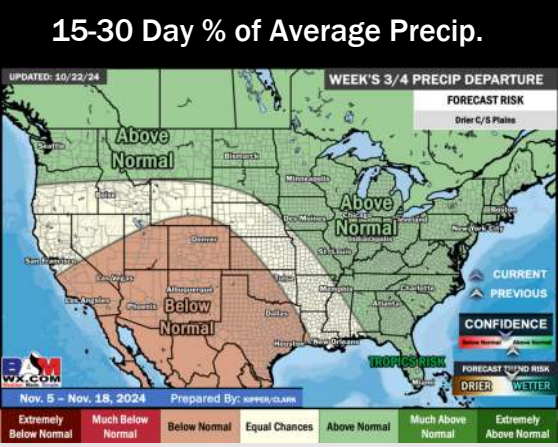 15-30 Day % of Average Precip.
UPDATED: 10/22/24
WEEK'S 3/4 PRECIP DEPARTURE
FORECAST RISK
Drier C/S Plains
Seattle
Above
Normal
Bismarck
Minneapolis
Boise
Above
Normal
Des Moines
Chicago
Cleveland
Boston
New York City
Indianapolis
Denver
St. Louis
San Francisco
Las Vegas
Tulsa
Los Angeles
Phoenix
Albuquerque
Below
Normal
Memphis
Charlotte
Atlanta
Dallas
Houston
New Orleans
TROPICS RISK
Miami
CURRENT
PREVIOUS
CONFIDENCE
Below Normal
Above Normal
FORECAST TREND RISK
DRIER
WETTER
BAM
WX.COM
Nov. 5 – Nov. 18, 2024
Prepared By: KIPPER/CLARK
Extremely
Below Normal
Much Below
Normal
Below Normal
Equal Chances
Above Normal
Much Above
Normal
Extremely
Above Normal